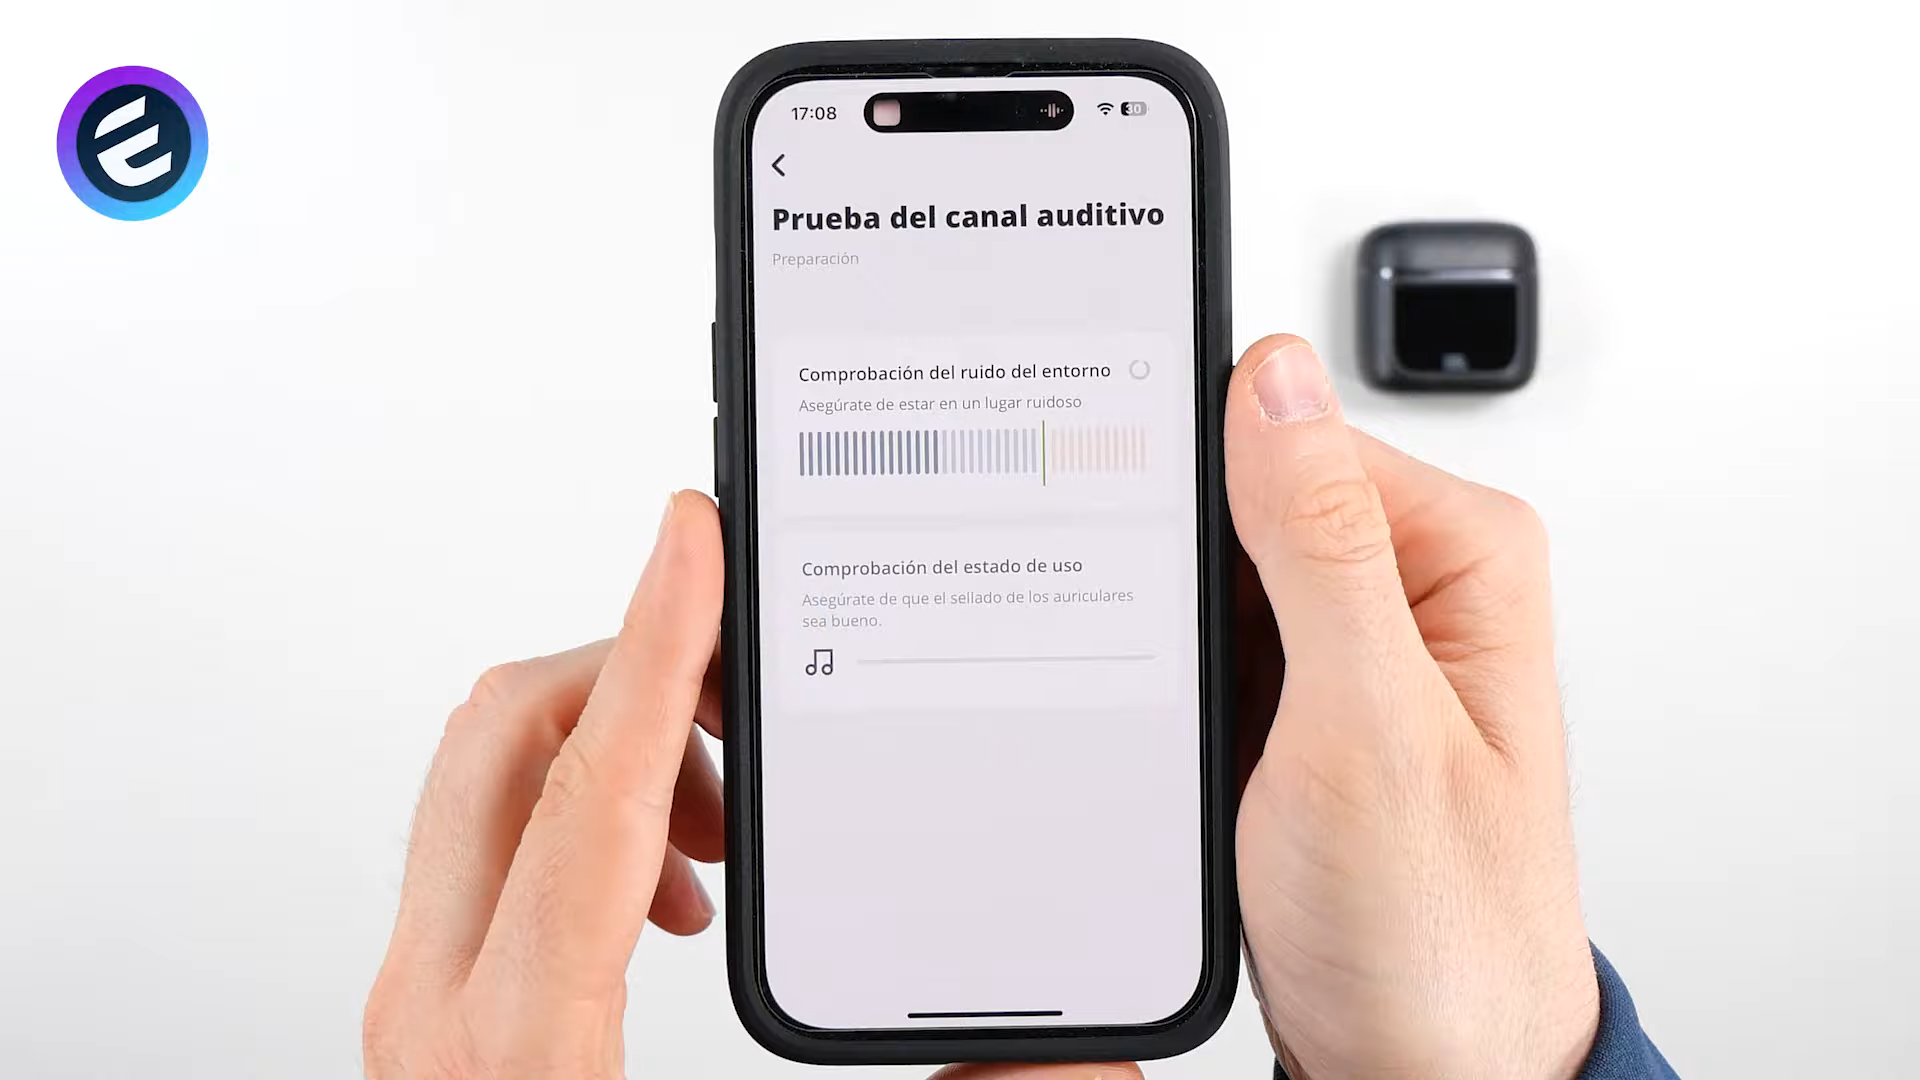 17:08
30
Prueba del canal auditivo
Preparación
Comprobación del ruido del entorno
Asegúrate de estar en un lugar ruidoso
Comprobación del estado de uso
Asegúrate de que el sellado de los auriculares
sea bueno.